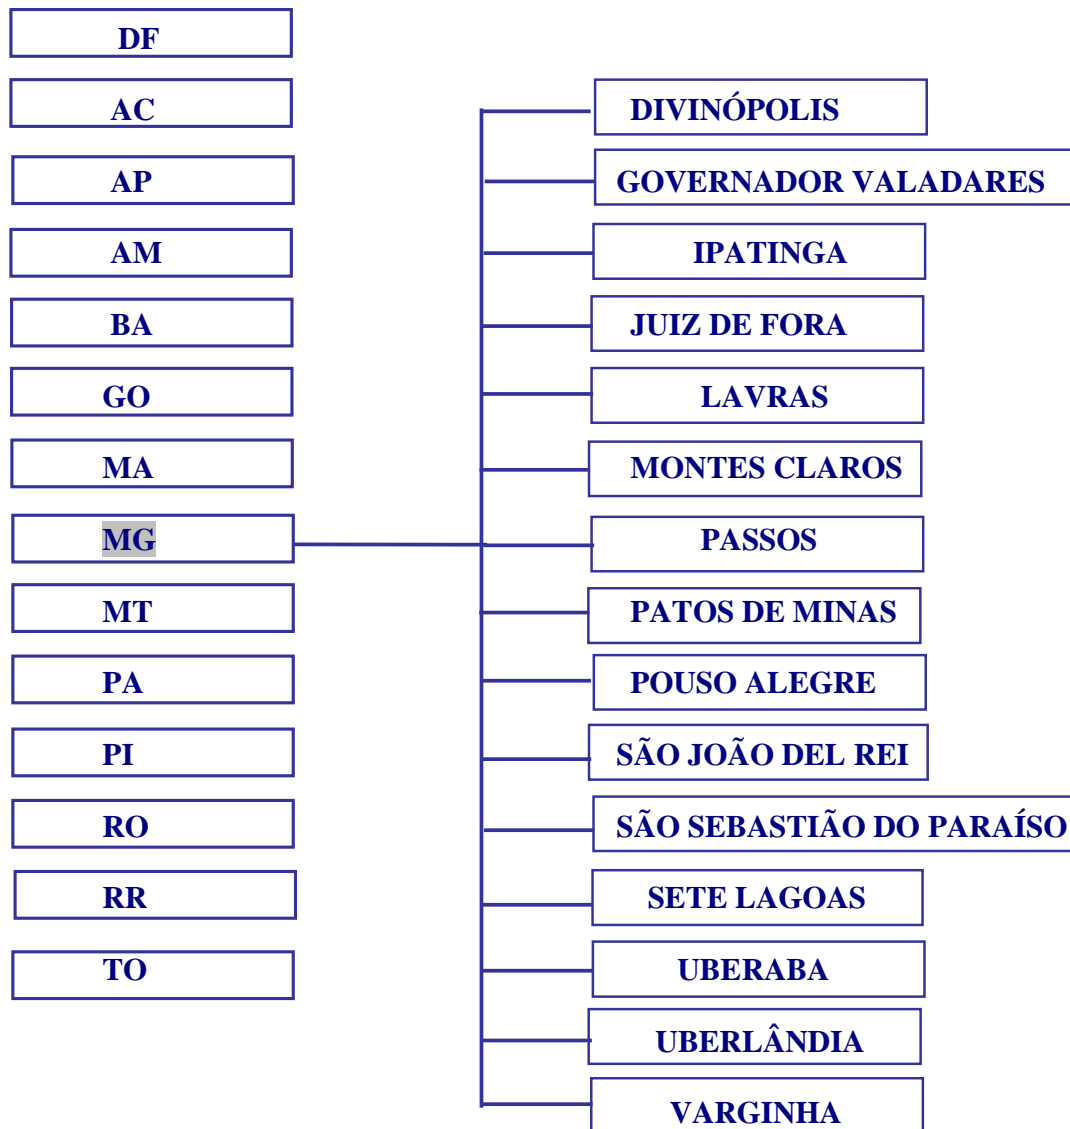 DF
AC
AP
AM
BA
GO
MA
MG
MT
PA
PI
RO
RR
TO
DIVINÓPOLIS
GOVERNADOR VALADARES
IPATINGA
JUIZ DE FORA
LAVRAS
MONTES CLAROS
PASSOS
PATOS DE MINAS
POUSO ALEGRE
SÃO JOÃO DEL REI
SÃO SEBASTIÃO DO PARAÍSO
SETE LAGOAS
UBERABA
UBERLÂNDIA
VARGINHA